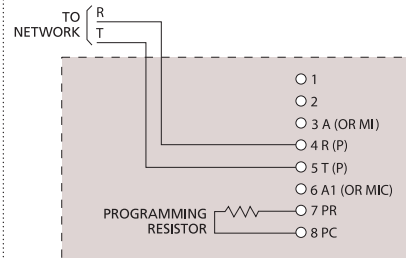 TO
NETWORK
R
T
1
2
3 A (OR MI)
4 R (P)
5 T (P)
6 A1 (OR MIC)
PROGRAMMING
RESISTOR
7 PR
8 PC